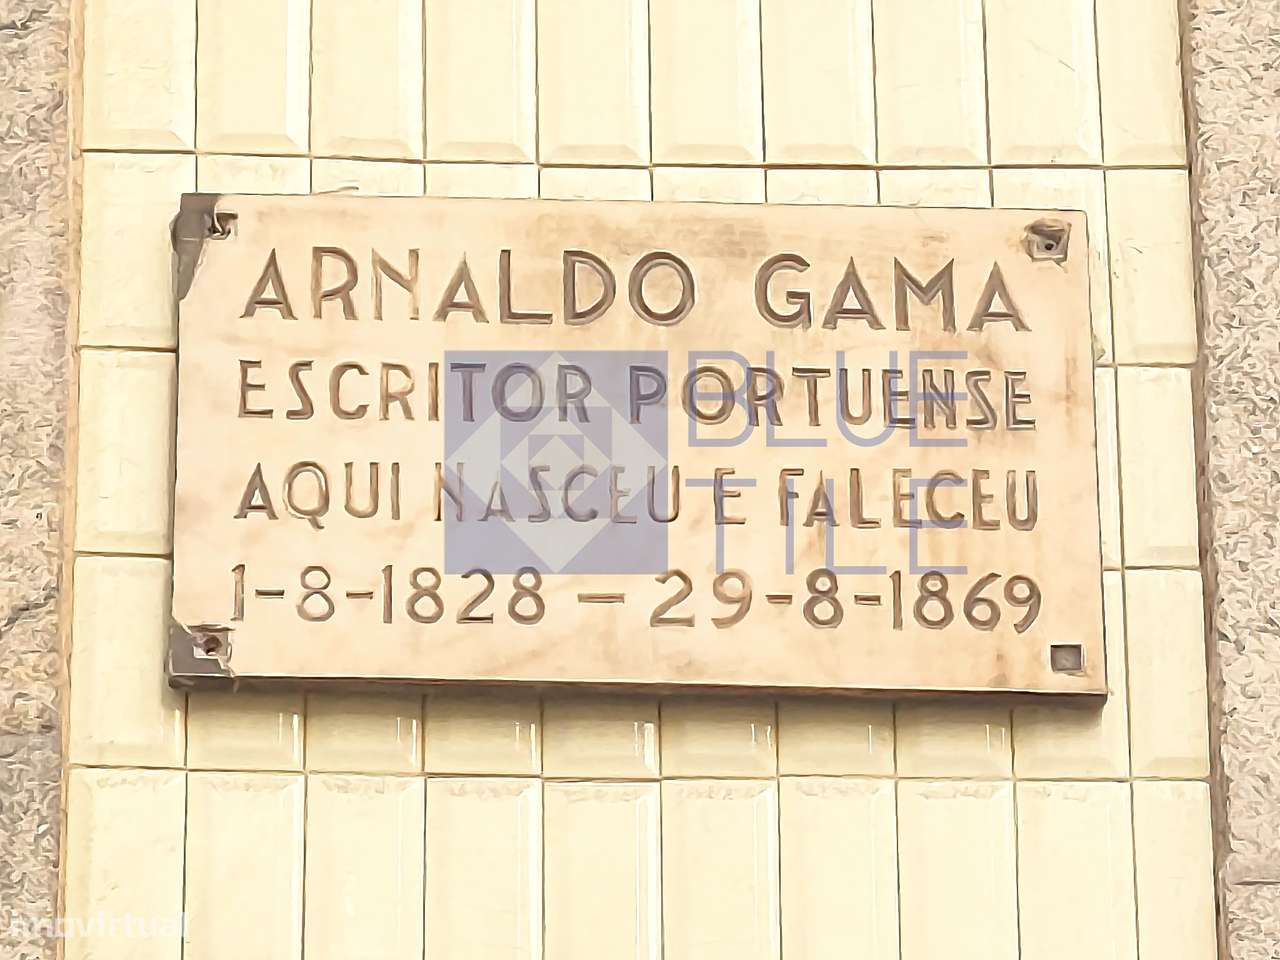 ARNALDO GAMA
ESCRITOR PORTUENSE
AQUI NASCEU E FALECEU
1-8-1828 — 29-8-1869
BLUE
TILE
imovirtual